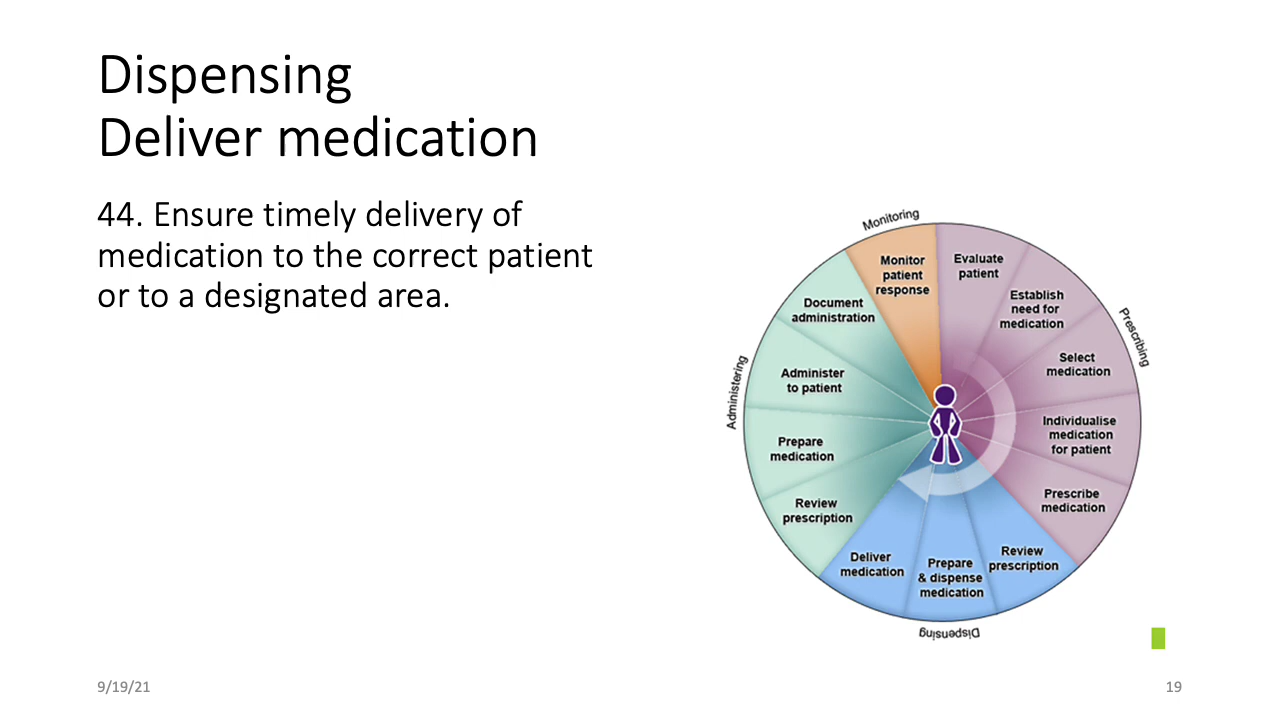 Dispensing
Deliver medication
44. Ensure timely delivery of
medication to the correct patient
or to a designated area.
Monitoring
Monitor
patient
response
Evaluate
patient
Establish
need for
medication
Prescribing
Select
medication
Individualise
medication
for patient
Prescribe
medication
Review
prescription
Prepare
& dispense
medication
Deliver
medication
Dispensing
Review
prescription
Prepare
medication
Administer
to patient
Administering
Document
administration
9/19/21
19